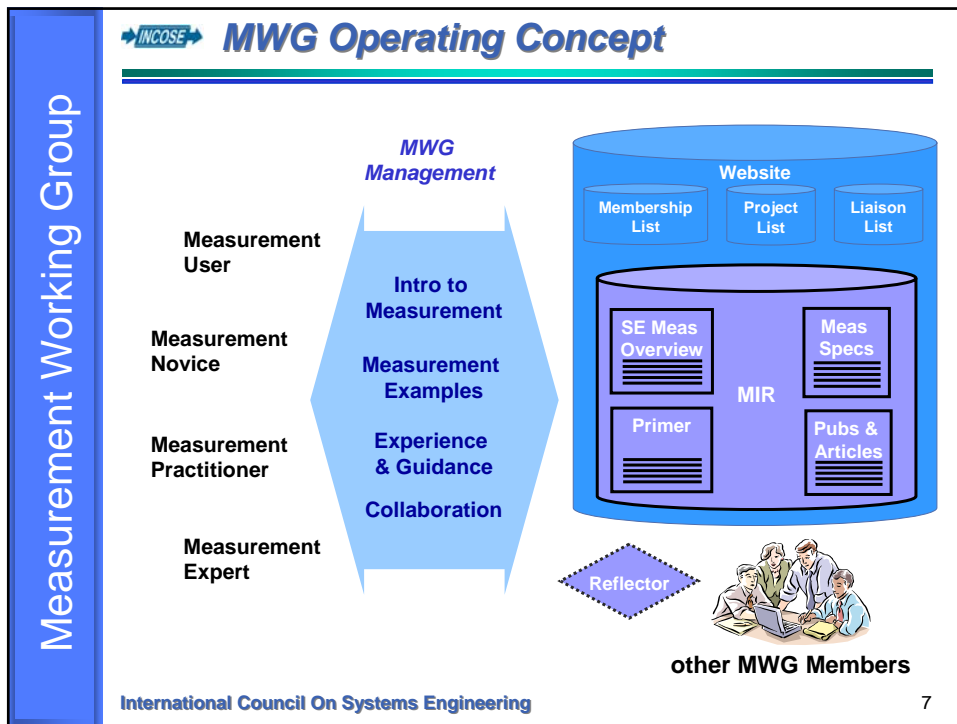 Measurement Working Group
INCOSE
MWG Operating Concept
MWG
Management
Measurement
User
Measurement
Novice
Measurement
Practitioner
Measurement
Expert
Intro to
Measurement
Measurement
Examples
Experience
& Guidance
Collaboration
Website
Membership
List
Project
List
Liaison
List
SE Meas
Overview
Meas
Specs
MIR
Primer
Pubs &
Articles
Reflector
other MWG Members
International Council On Systems Engineering
7